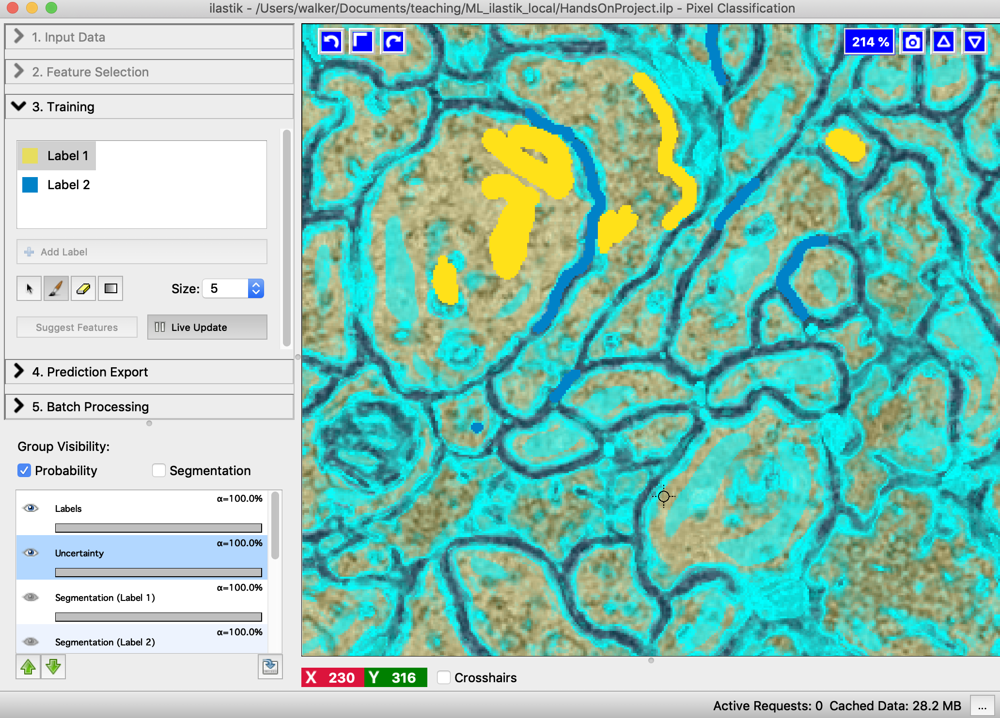 ilastik - /Users/walker/Documents/teaching/ML_ilastik_local/HandsOnProject.ilp - Pixel Classification
1. Input Data
2. Feature Selection
3. Training
Label 1
Label 2
Add Label
Size: 5
Suggest Features
Live Update
4. Prediction Export
5. Batch Processing
Group Visibility:
Probability
Segmentation
α=100.0%
Labels
α=100.0%
Uncertainty
α=100.0%
Segmentation (Label 1)
α=100.0%
Segmentation (Label 2)
214 %
X 230 Y 316
Crosshairs
Active Requests: 0 Cached Data: 28.2 MB
...